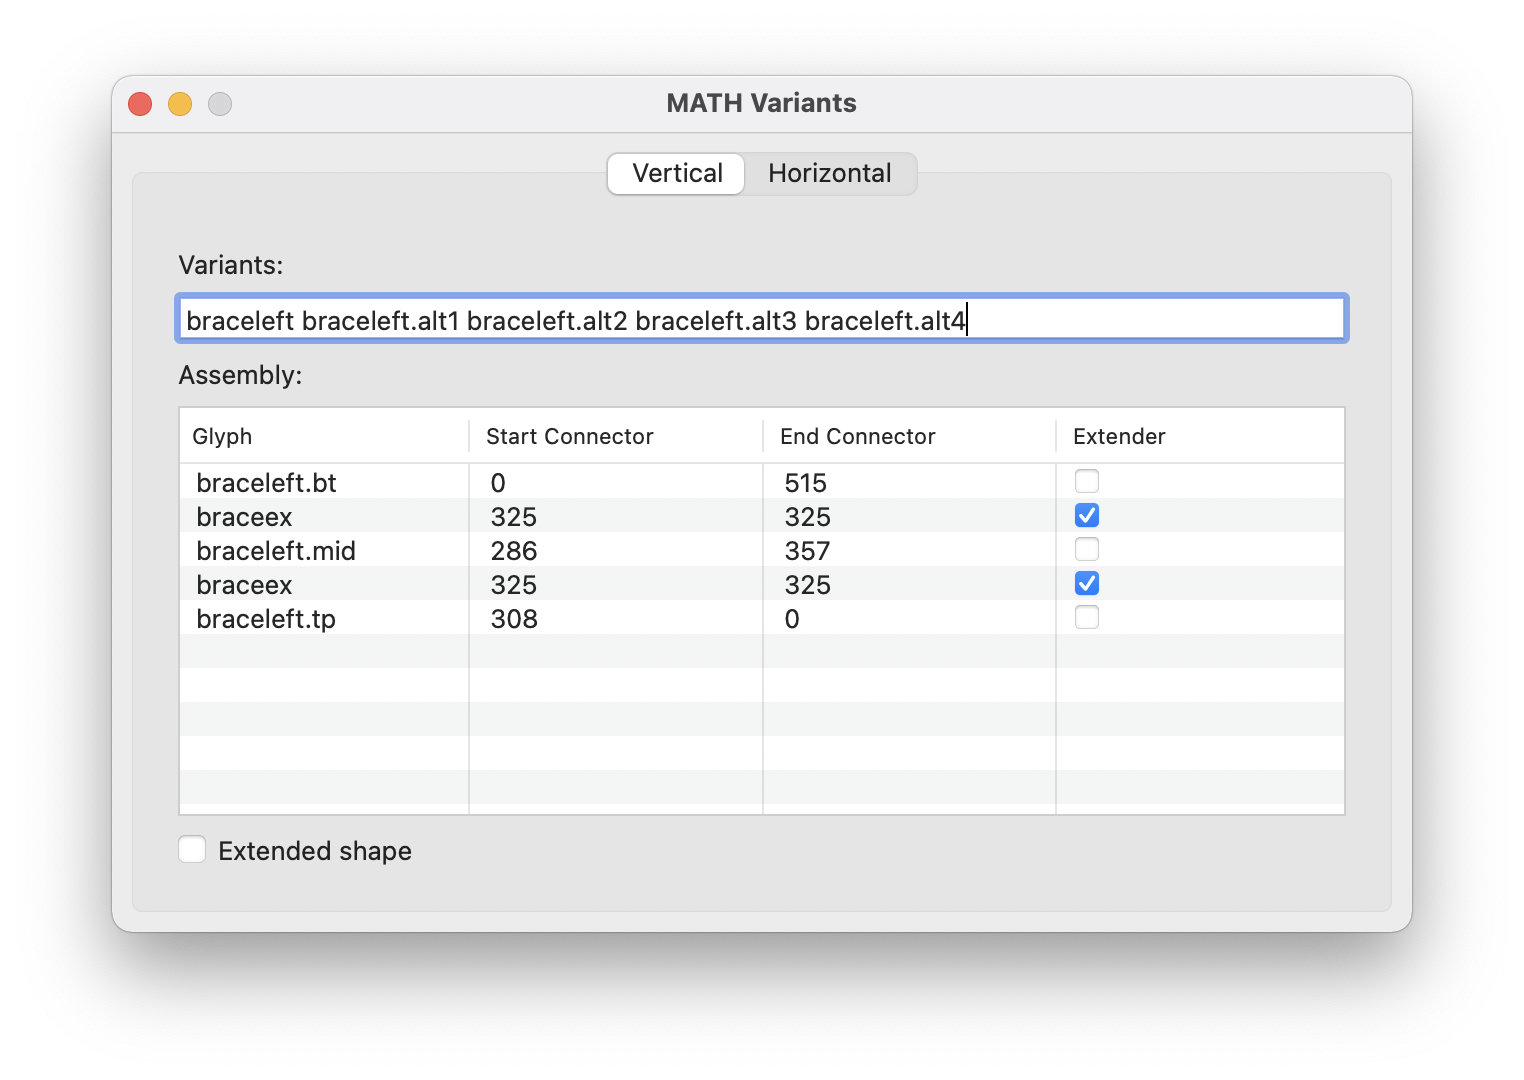 MATH Variants
Vertical Horizontal
Variants:
braceleft braceleft.alt1 braceleft.alt2 braceleft.alt3 braceleft.alt4
Assembly:
Glyph Start Connector End Connector Extender
braceleft.bt 0 515
braceex 325 325
braceleft.mid 286 357
braceex 325 325
braceleft.tp 308 0
Extended shape